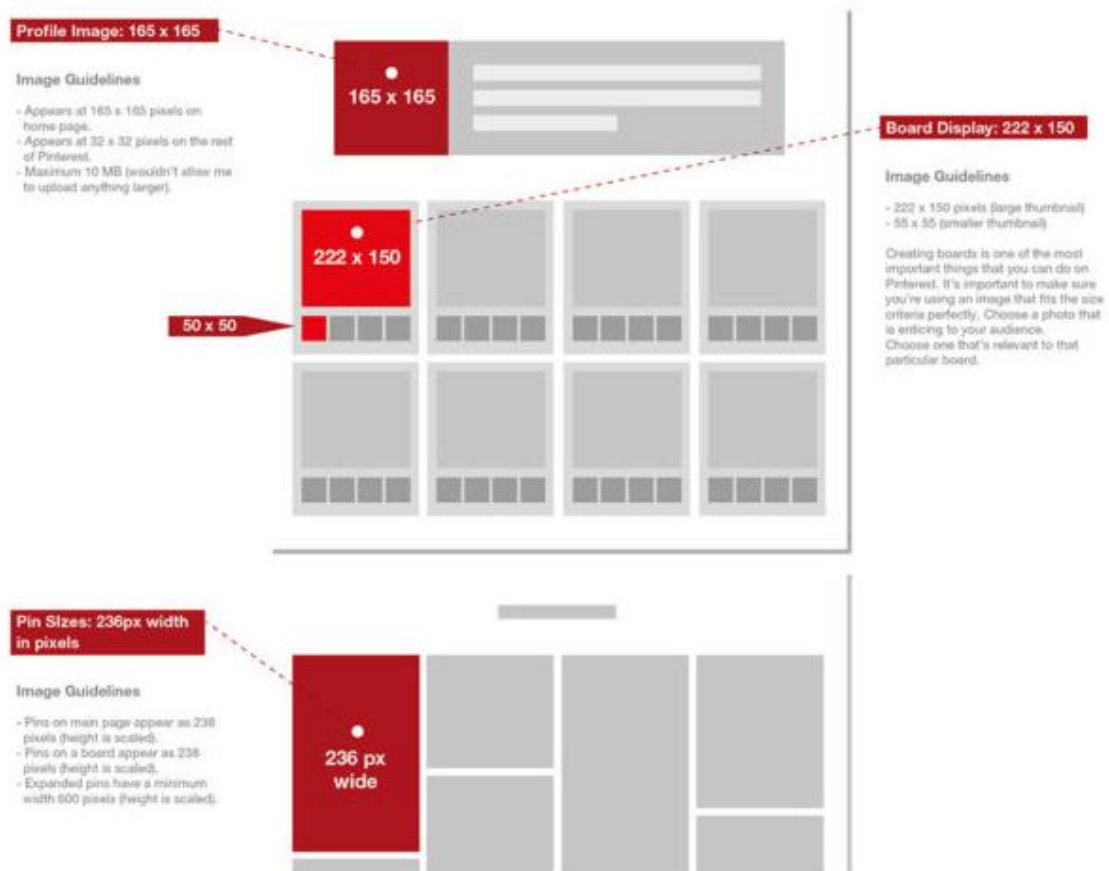 Profile Image: 165 x 165
Image Guidelines
- Appears at 165 x 165 pixels on
home page.
- Appears at 32 x 32 pixels on the rest
of Pinterest.
- Maximum 10 MB (wouldn't allow me
to upload anything larger).
165 x 165
Board Display: 222 x 150
Image Guidelines
- 222 x 150 pixels (large thumbnail)
- 55 x 55 (smaller thumbnail)
Creating boards is one of the most
important things that you can do on
Pinterest. It's important to make sure
you're using an image that fits the size
criteria perfectly. Choose a photo that
is enticing to your audience.
Choose one that's relevant to that
particular board.
222 x 150
50 x 50
Pin SIzes: 236px width
in pixels
Image Guidelines
- Pins on main page appear as 238
pixels (height is scaled).
- Pins on a board appear as 238
pixels (height is scaled).
- Expanded pins have a minimum
width 600 pixels (height is scaled).
236 px
wide